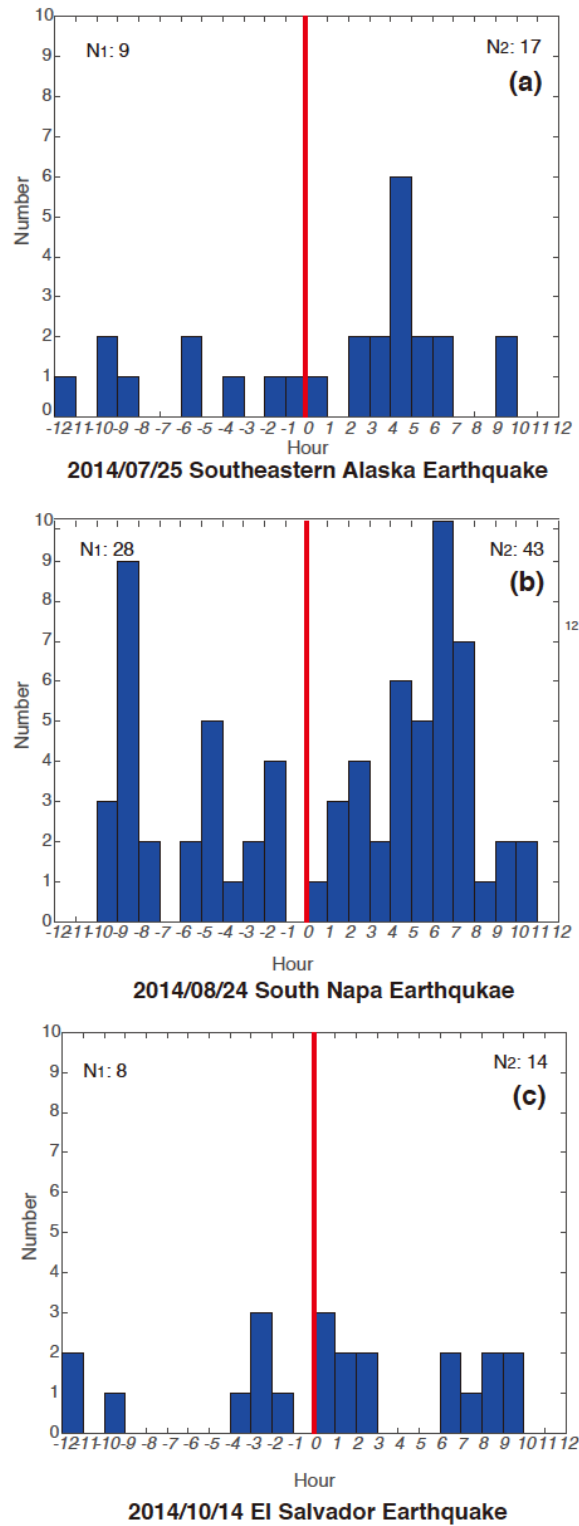 10
N1: 9
N2: 17
(a)
9
8
7
6
5
4
3
2
1
0
Number
-12-11-10-9 -8 -7 -6 -5 -4 -3 -2 -1 0 1 2 3 4 5 6 7 8 9 10 11 12
Hour
2014/07/25 Southeastern Alaska Earthquake
10
N1: 28
N2: 43
(b)
9
8
7
6
5
4
3
2
1
0
Number
12
-12-11-10-9 -8 -7 -6 -5 -4 -3 -2 -1 0 1 2 3 4 5 6 7 8 9 10 11 12
Hour
2014/08/24 South Napa Earthqukae
10
N1: 8
N2: 14
(c)
9
8
7
6
5
4
3
2
1
0
Number
-12-11-10-9 -8 -7 -6 -5 -4 -3 -2 -1 0 1 2 3 4 5 6 7 8 9 10 11 12
Hour
2014/10/14 El Salvador Earthquake